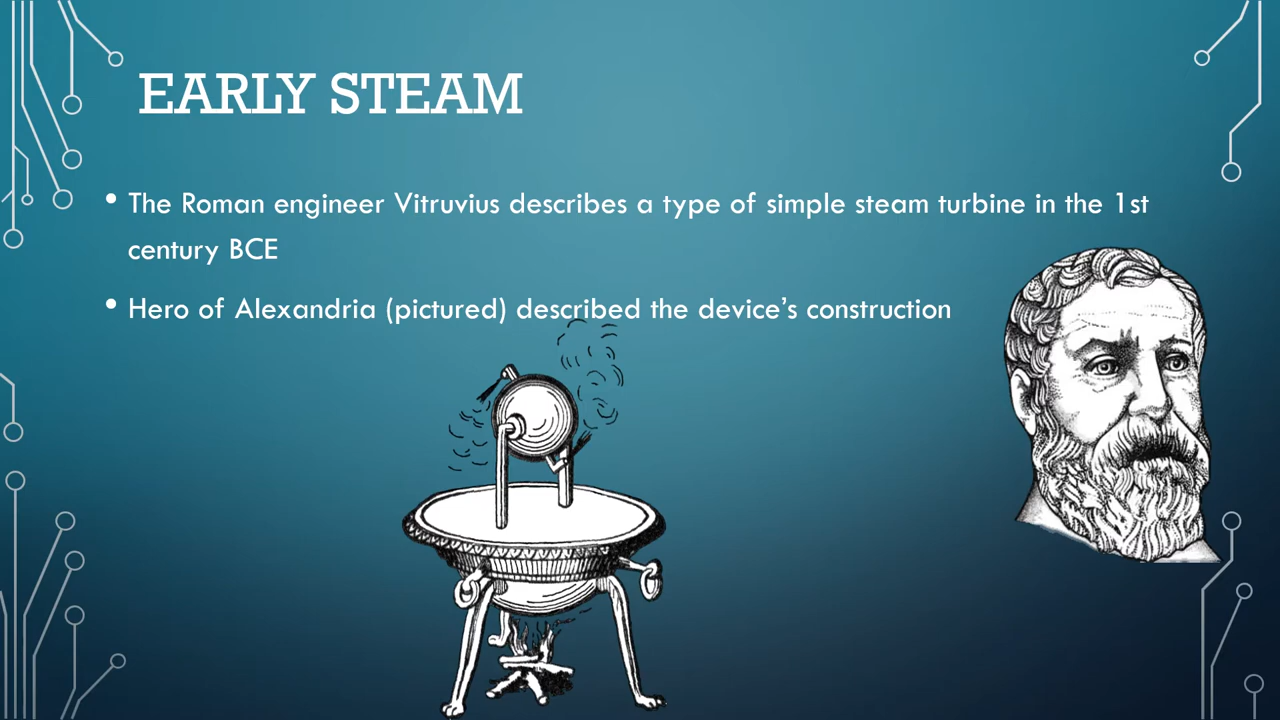 EARLY STEAM
• The Roman engineer Vitruvius describes a type of simple steam turbine in the 1st
century BCE
• Hero of Alexandria (pictured) described the device’s construction